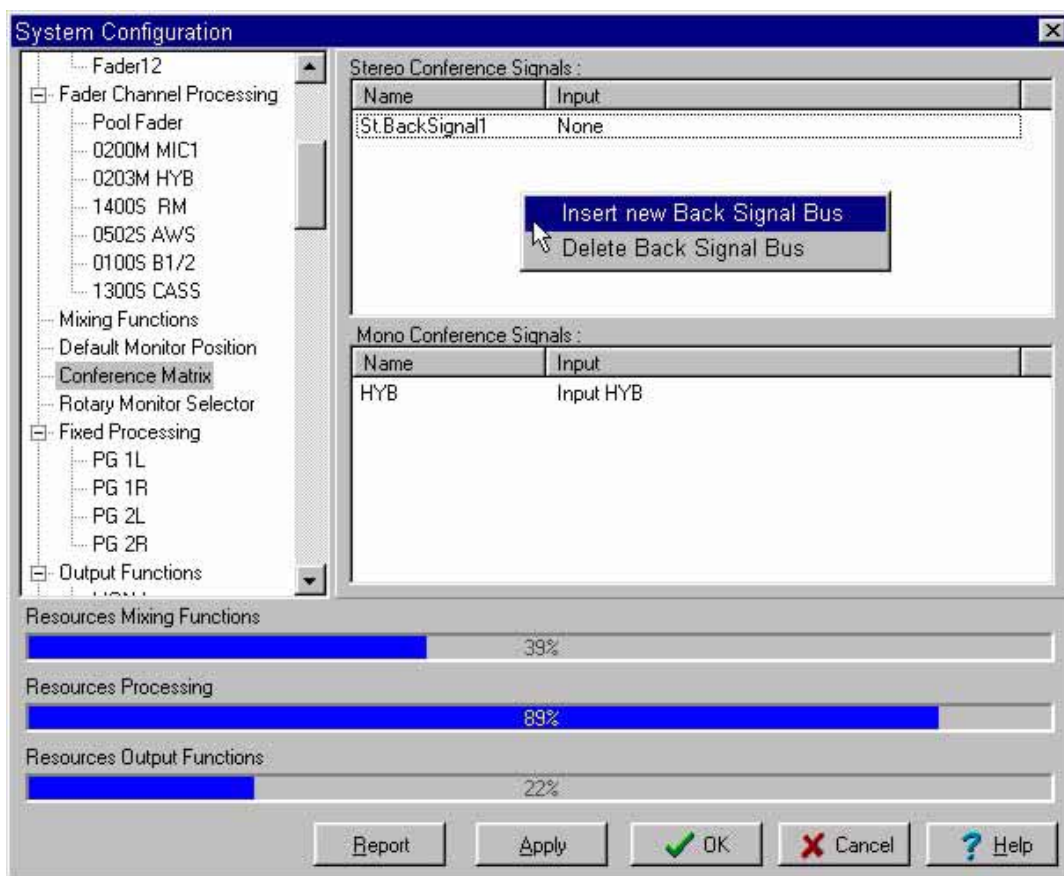 System Configuration
Fader12
Fader Channel Processing
Pool Fader
0200M MIC1
0203M HYB
1400S RM
0502S AWS
0100S B1/2
1300S CASS
Mixing Functions
Default Monitor Position
Conference Matrix
Rotary Monitor Selector
Fixed Processing
PG 1L
PG 1R
PG 2L
PG 2R
Output Functions
Stereo Conference Signals :
Name Input
St.BackSignal1 None
Insert new Back Signal Bus
Delete Back Signal Bus
Mono Conference Signals :
Name Input
HYB Input HYB
Resources Mixing Functions
39%
Resources Processing
89%
Resources Output Functions
22%
Report Apply OK Cancel Help